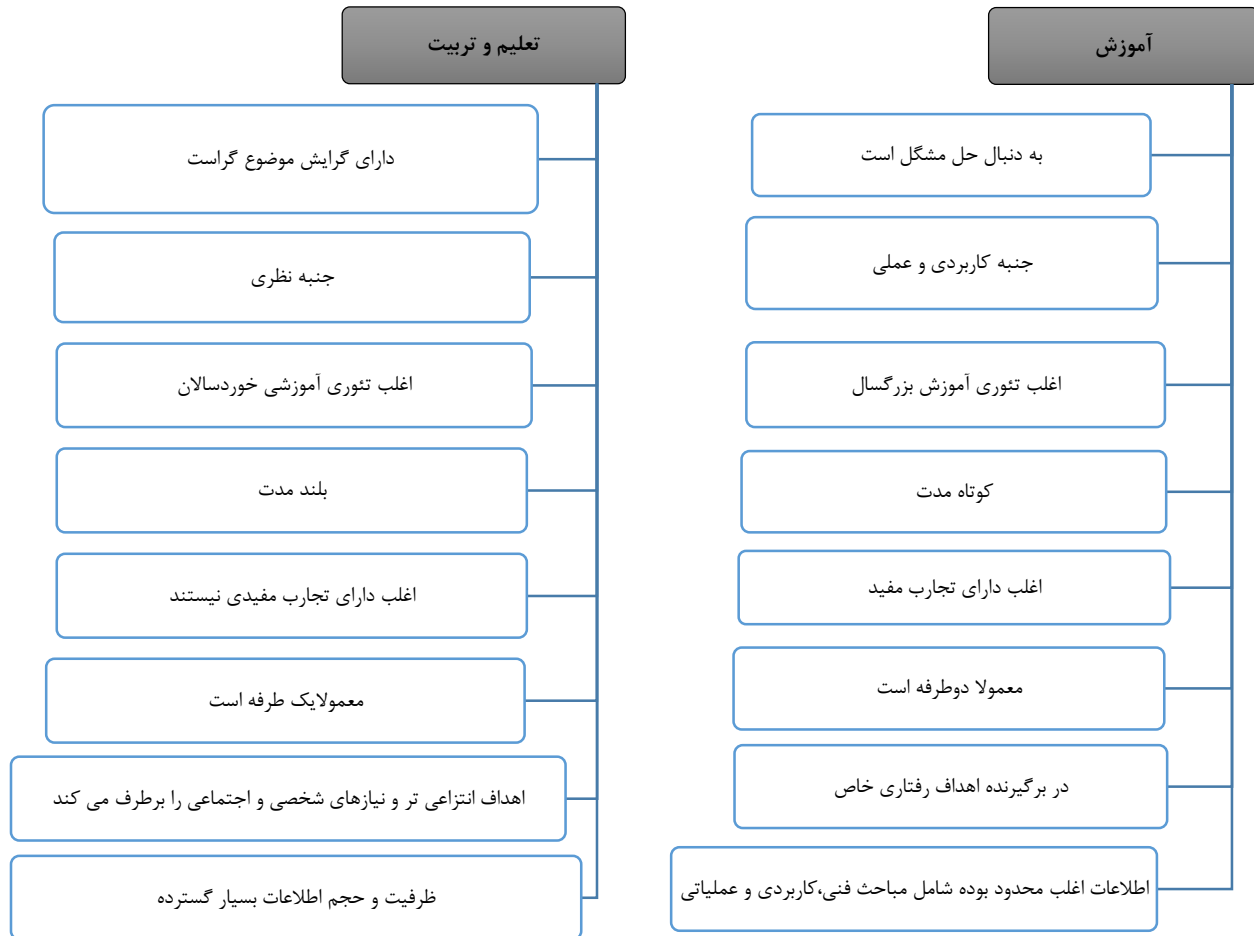 آموزش
به دنبال حل مشگل است
جنبه کاربردی و عملی
اغلب تئوری آموزش بزرگسال
کوتاه مدت
اغلب دارای تجارب مفید
معمولا دوطرفه است
در برگیرنده اهداف رفتاری خاص
اطلاعات اغلب محدود بوده شامل مباحث فنی،کاربردی و عملیاتی
تعلیم و تربیت
دارای گرایش موضوع گراست
جنبه نظری
اغلب تئوری آموزشی خوردسالان
بلند مدت
اغلب دارای تجارب مفیدی نیستند
معمولایک طرفه است
اهداف انتزاعی تر و نیازهای شخصی و اجتماعی را برطرف می کند
ظرفیت و حجم اطلاعات بسیار گسترده